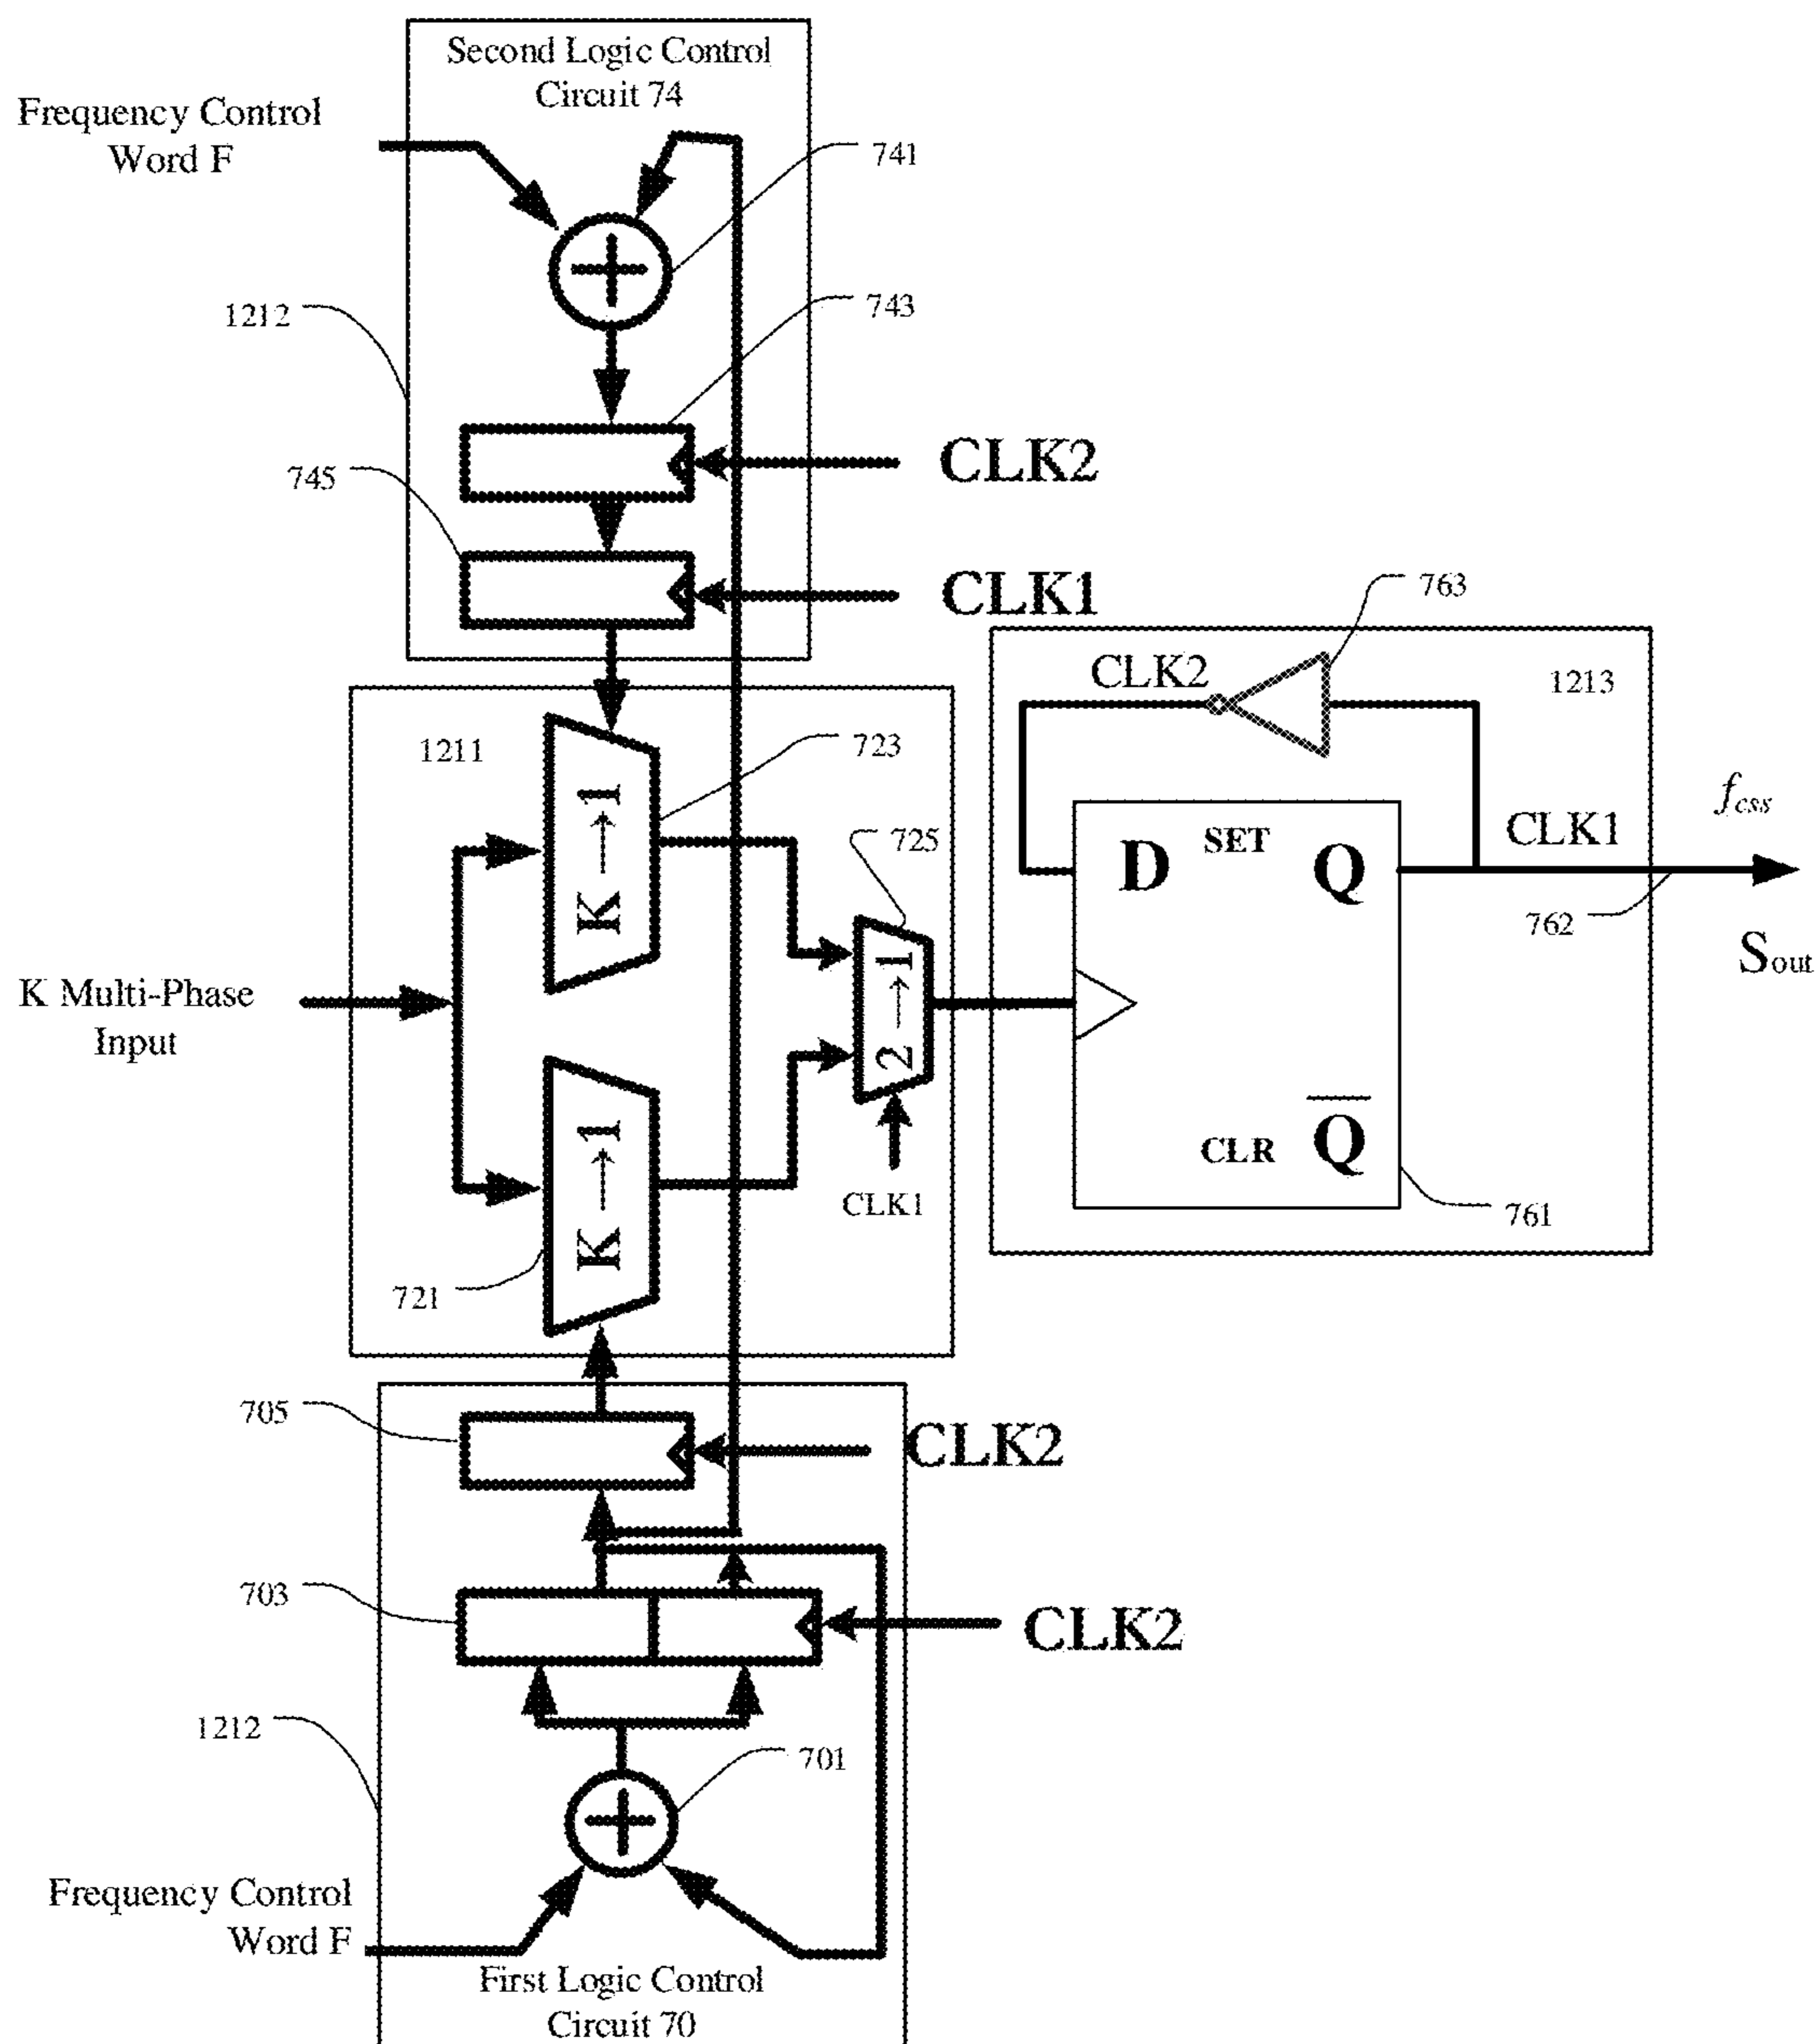 Second Logic Control
Circuit 74
Frequency Control
Word F
741
743
1212
CLK2
745
CLK1
763
CLK2
1213
1211
723
K→1
725
D
SET
Q
CLK1
fcss
762
Sout
2→1
K Multi-Phase
Input
K→1
CLK1
CLR
Q
761
721
705
CLK2
703
CLK2
1212
701
Frequency Control
Word F
First Logic Control
Circuit 70